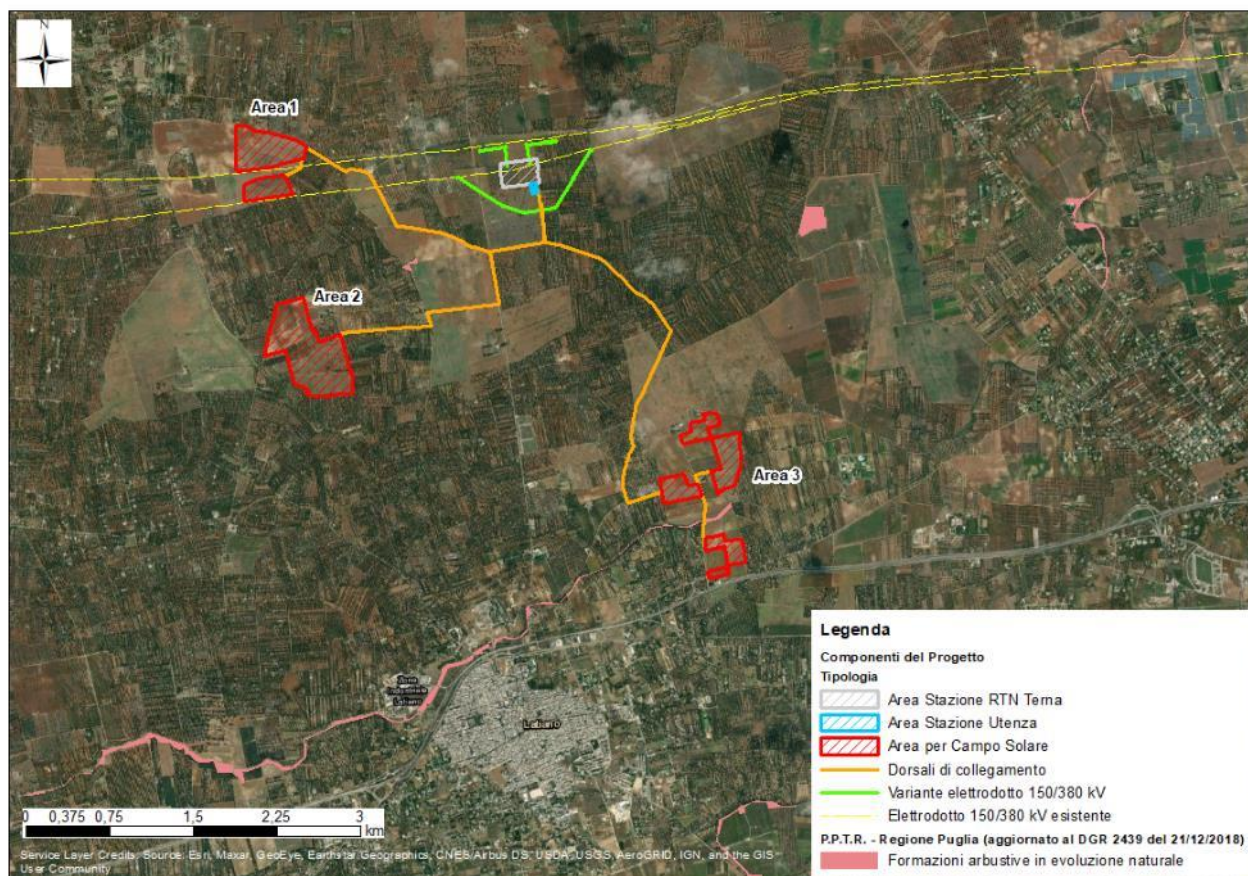 N
Area 1
Area 2
Area 3
Zona
Industriale
Latiano
Latiano
0 0,375 0,75 1,5 2,25 3
km
Service Layer Credits: Source: Esri, Maxar, GeoEye, Earthstar Geographics, CNES/Airbus DS, USDA, USGS, AeroGRID, IGN, and the GIS
User Community
Legenda
Componenti del Progetto
Tipologia
Area Stazione RTN Terna
Area Stazione Utenza
Area per Campo Solare
Dorsali di collegamento
Variante elettrodotto 150/380 kV
Elettrodotto 150/380 kV esistente
P.P.T.R. - Regione Puglia (aggiornato al DGR 2439 del 21/12/2018)
Formazioni arbustive in evoluzione naturale